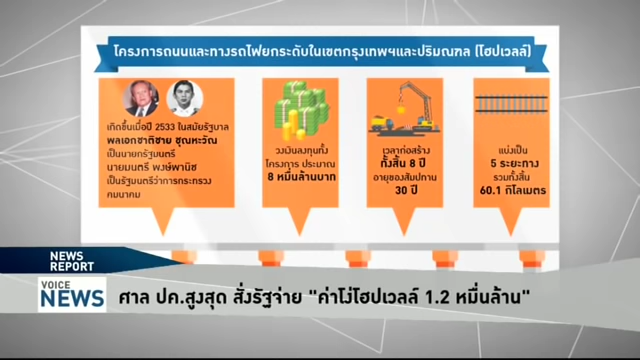 โครงการถนนและทางรถไฟยกระดับในเขตกรุงเทพฯและปริมณฑล (โฮปเวลล์)
เกิดขึ้นเมื่อปี 2533 ในสมัยรัฐบาล
พลเอกชาติชาย ชุณหะวัณ
เป็นนายกรัฐมนตรี
นายมนตรี พงษ์พานิช
เป็นรัฐมนตรีว่าการกระทรวง
คมนาคม
วงเงินลงทุนทั้ง
โครงการ ประมาณ
8 หมื่นล้านบาท
เวลาก่อสร้าง
ทั้งสิ้น 8 ปี
อายุของสัมปทาน
30 ปี
แบ่งเป็น
5 ระยะทาง
รวมทั้งสิ้น
60.1 กิโลเมตร
NEWS
REPORT
VOICE
NEWS
ศาล ปค.สูงสุด สั่งรัฐจ่าย "ค่าโง่โฮปเวลล์ 1.2 หมื่นล้าน"